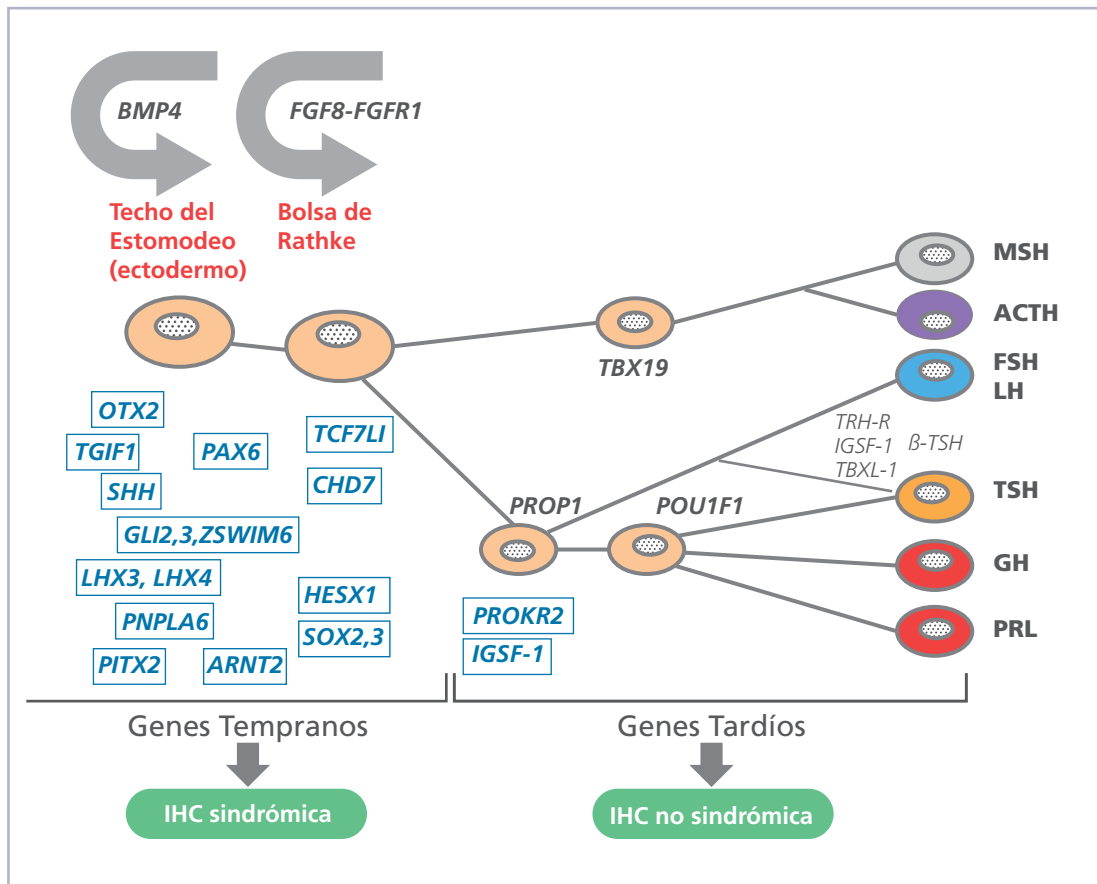 BMP4
FGF8-FGFR1
Techo del
Estomodeo
(ectodermo)
Bolsa de
Rathke
MSH
ACTH
TBX19
FSH
LH
OTX2
TGIF1
PAX6
SHH
GLI2,3,ZSWIM6
LHX3, LHX4
PNPLA6
PITX2
ARNT2
TCF7LI
CHD7
HESX1
SOX2,3
PROP1
POU1F1
TRH-R
IGSF-1
TBXL-1
ß-TSH
TSH
GH
PRL
PROKR2
IGSF-1
Genes Tempranos
Genes Tardíos
IHC sindrómica
IHC no sindrómica